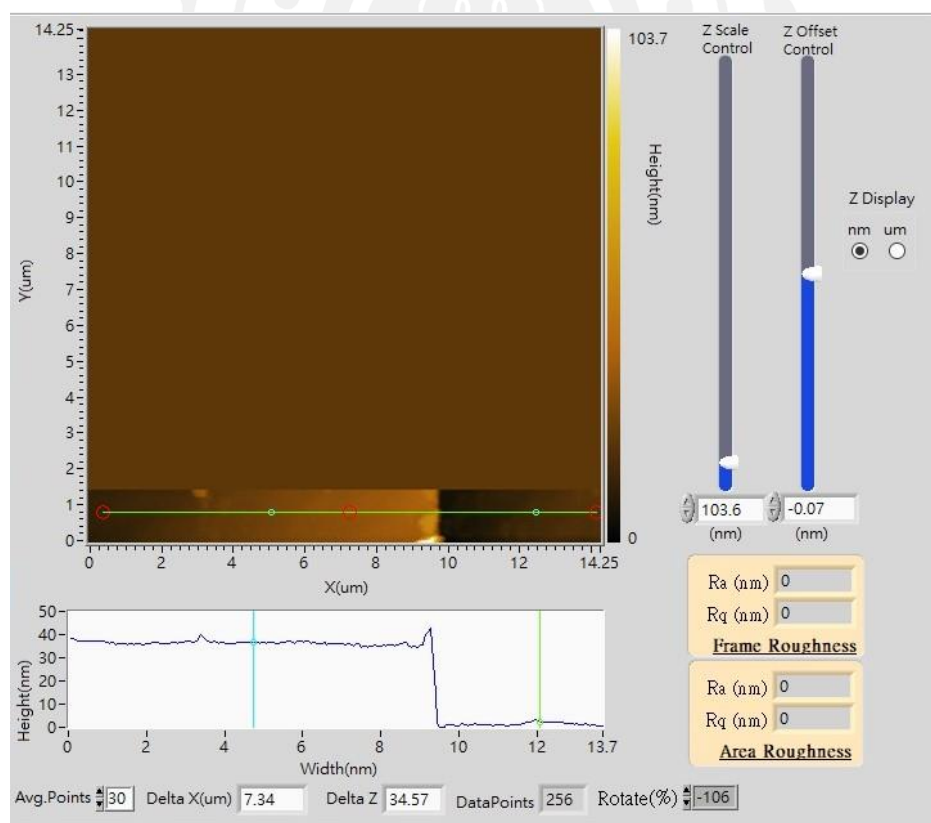 14.25
13
12
11
10
9
8
7
6
5
4
3
2
1
0
Y(um)
0 2 4 6 8 10 12 14.25
X(um)
103.7
0
Height(nm)
Z Scale
Control
Z Offset
Control
103.6
(nm)
-0.07
(nm)
Z Display
nm um
Ra (nm) 0
Rq (nm) 0
Frame Roughness
Ra (nm) 0
Rq (nm) 0
Area Roughness
50
40
30
20
10
0
Height(nm)
0 2 4 6 8 10 12 13.7
Width(nm)
Avg.Points 30 Delta X(um) 7.34 Delta Z 34.57 DataPoints 256 Rotate(%) -106